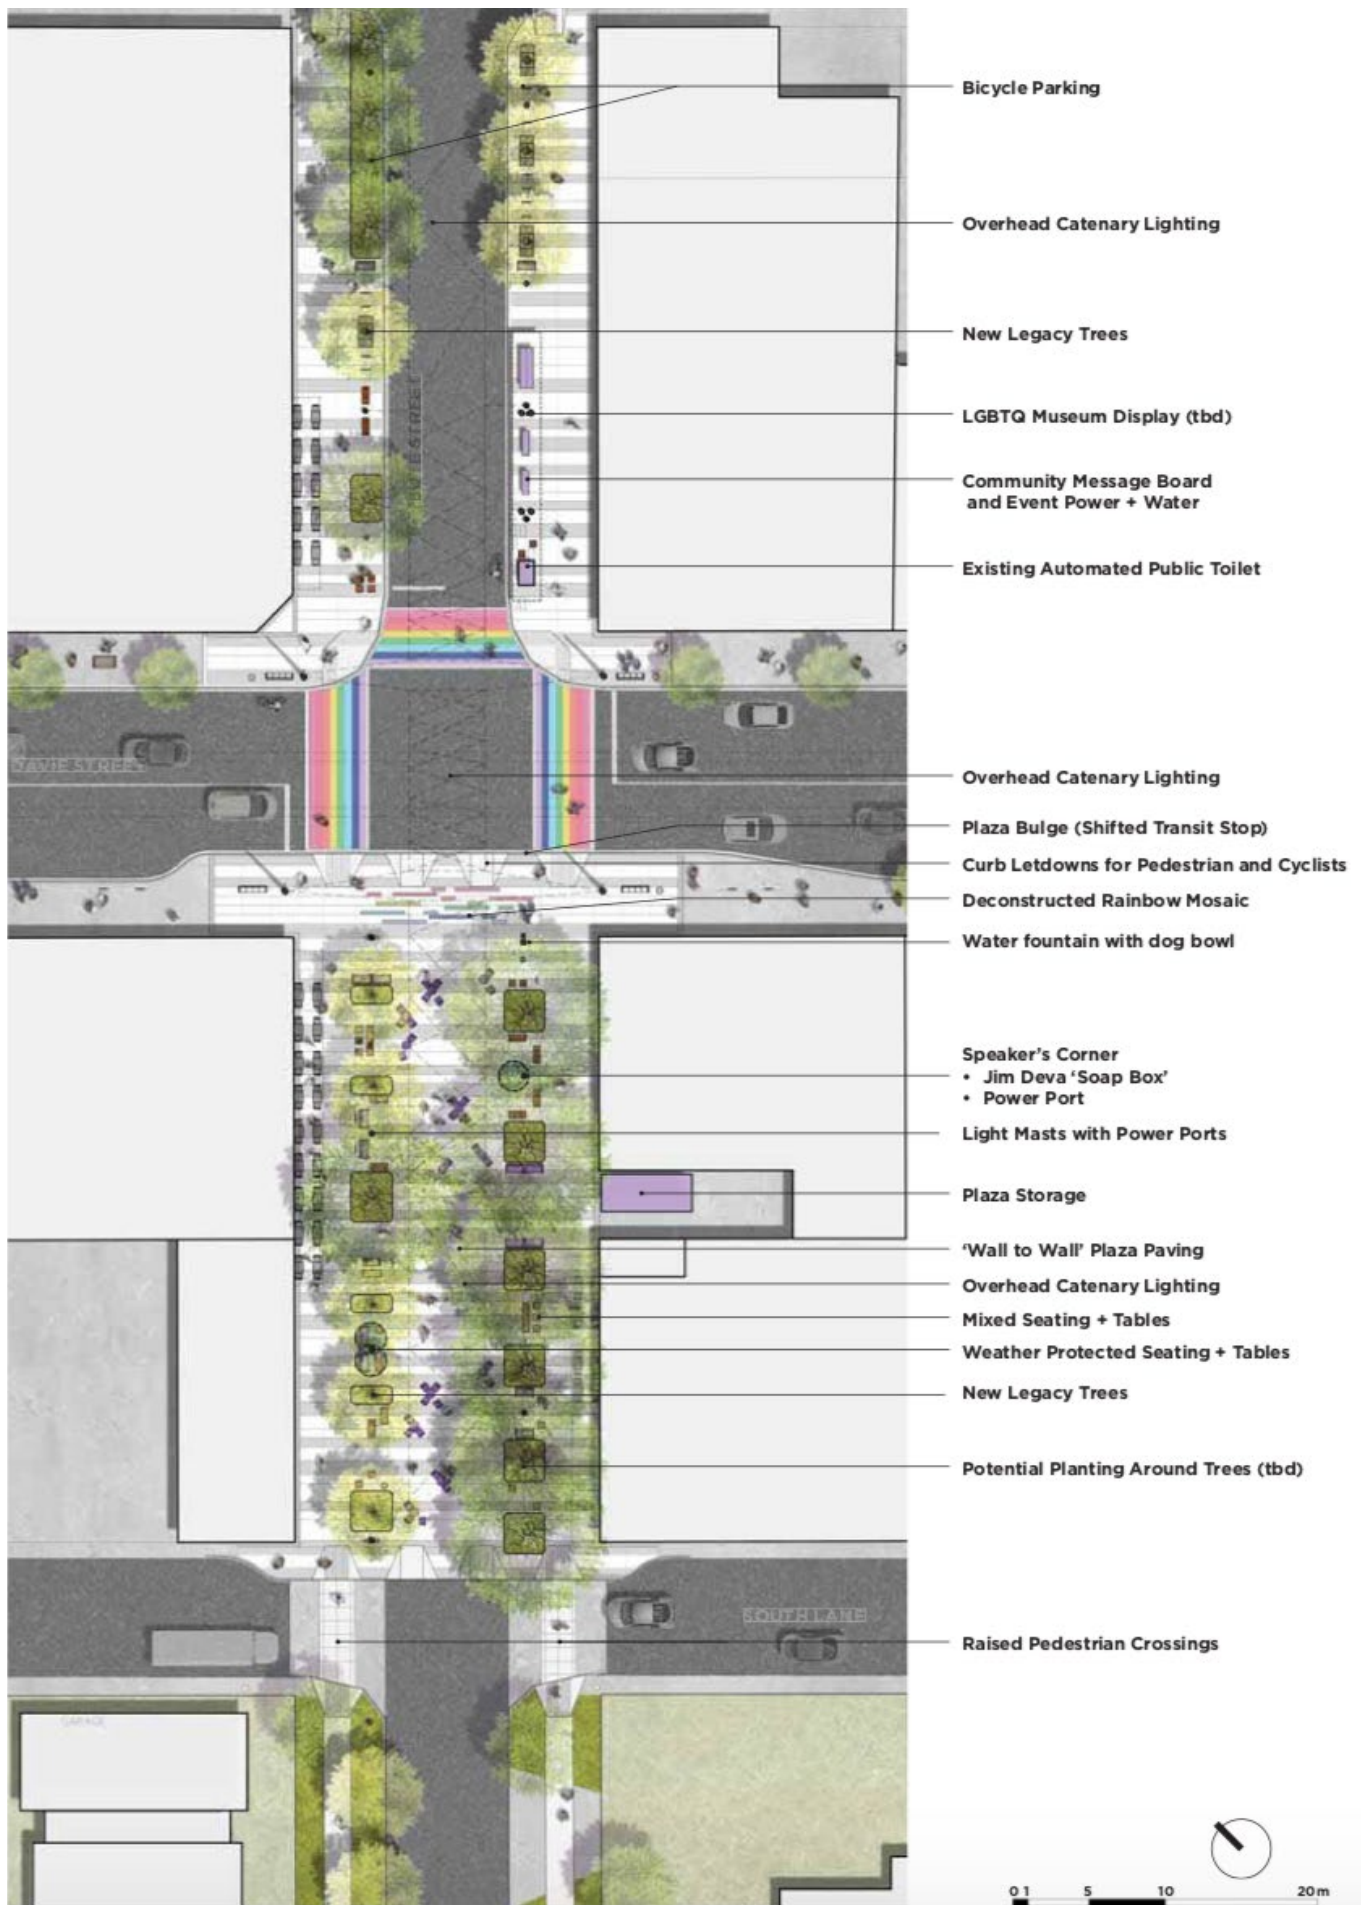 Bicycle Parking
Overhead Catenary Lighting
New Legacy Trees
LGBTQ Museum Display (tbd)
Community Message Board
and Event Power + Water
Existing Automated Public Toilet
DAVIE STREET
Overhead Catenary Lighting
Plaza Bulge (Shifted Transit Stop)
Curb Letdowns for Pedestrian and Cyclists
Deconstructed Rainbow Mosaic
Water fountain with dog bowl
Speaker's Corner
• Jim Deva ‘Soap Box’
• Power Port
Light Masts with Power Ports
Plaza Storage
‘Wall to Wall’ Plaza Paving
Overhead Catenary Lighting
Mixed Seating + Tables
Weather Protected Seating + Tables
New Legacy Trees
Potential Planting Around Trees (tbd)
SOUTH LANE
Raised Pedestrian Crossings
GARAGE
0 1 5 10 20m